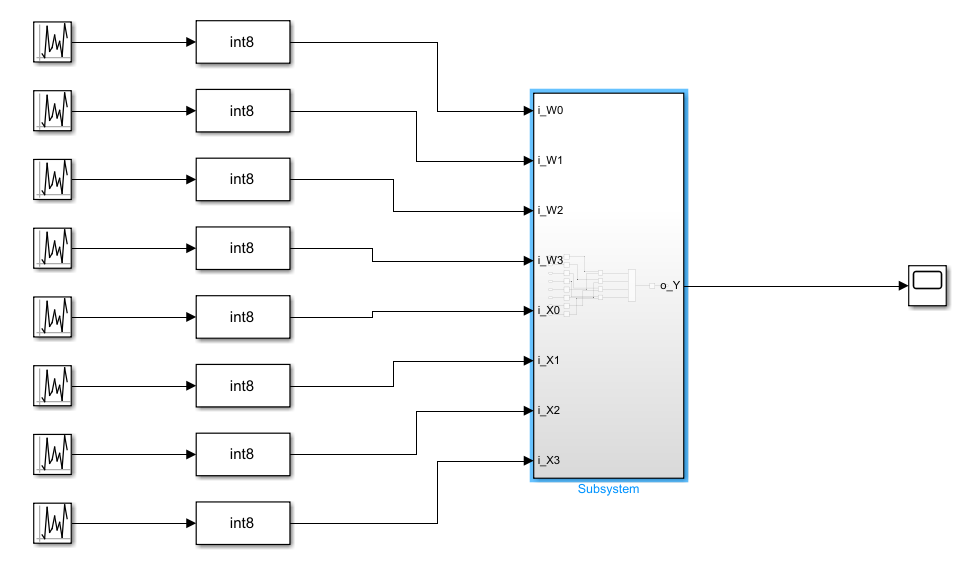 int8
int8
int8
int8
int8
int8
int8
int8
i_W0
i_W1
i_W2
i_W3
i_X0
i_X1
i_X2
i_X3
o_Y
Subsystem